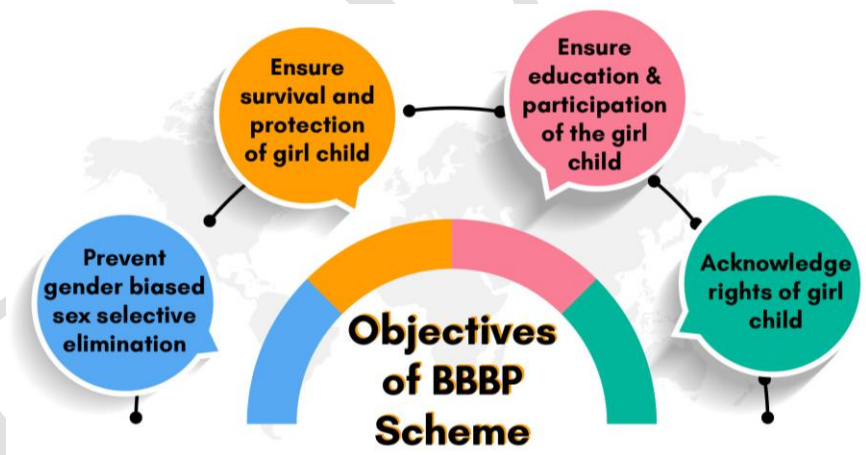 Prevent
gender biased
sex selective
elimination
Ensure
survival and
protection
of girl child
Ensure
education &
participation
of the girl
child
Acknowledge
rights of girl
child
Objectives
of BBBP
Scheme